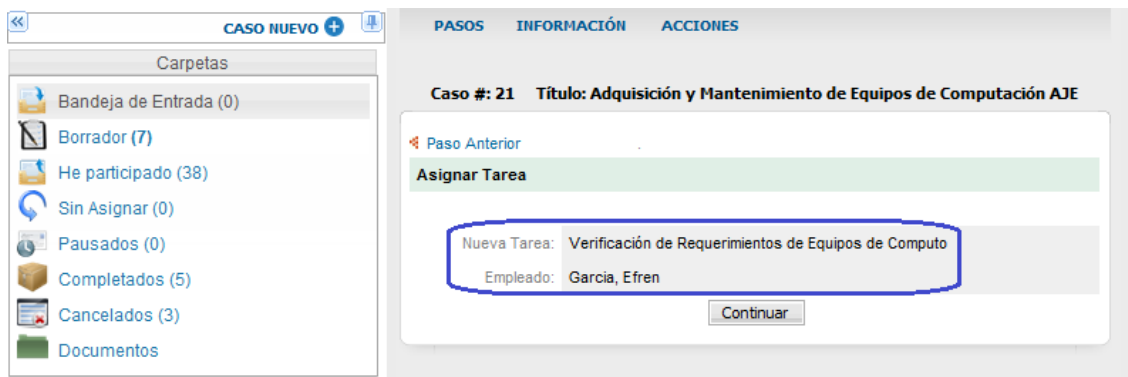 CASO NUEVO
Carpetas
Bandeja de Entrada (0)
Borrador (7)
He participado (38)
Sin Asignar (0)
Pausados (0)
Completados (5)
Cancelados (3)
Documentos
PASOS INFORMACIÓN ACCIONES
Caso #: 21 Título: Adquisición y Mantenimiento de Equipos de Computación AJE
Paso Anterior .
Asignar Tarea
Nueva Tarea: Verificación de Requerimientos de Equipos de Computo
Empleado: Garcia, Efren
Continuar